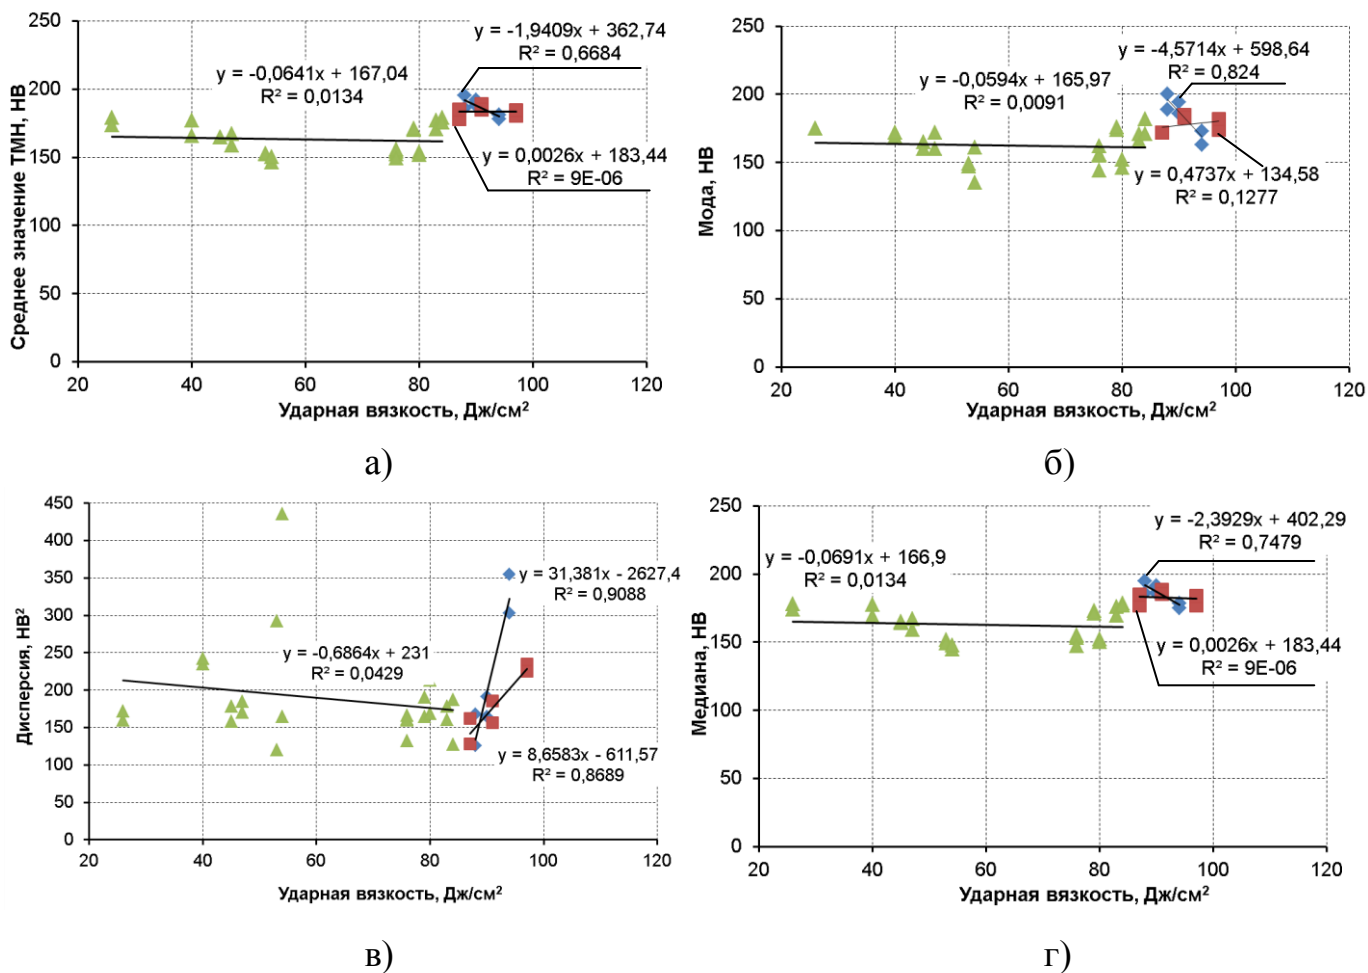 250
200
150
100
50
0
20 40 60 80 100 120
Среднее значение ТМН, НВ
Ударная вязкость, Дж/см²
y = -0,0641x + 167,04
R² = 0,0134
y = -1,9409x + 362,74
R² = 0,6684
y = 0,0026x + 183,44
R² = 9E-06
а)
250
200
150
100
50
0
20 40 60 80 100 120
Мода, НВ
Ударная вязкость, Дж/см²
y = -0,0594x + 165,97
R² = 0,0091
y = -4,5714x + 598,64
R² = 0,824
y = 0,4737x + 134,58
R² = 0,1277
б)
450
400
350
300
250
200
150
100
50
0
20 40 60 80 100 120
Дисперсия, НВ²
Ударная вязкость, Дж/см²
y = -0,6864x + 231
R² = 0,0429
y = 31,381x - 2627,4
R² = 0,9088
y = 8,6583x - 611,57
R² = 0,8689
в)
250
200
150
100
50
0
20 40 60 80 100 120
Медиана, НВ
Ударная вязкость, Дж/см²
y = -0,0691x + 166,9
R² = 0,0134
y = -2,3929x + 402,29
R² = 0,7479
y = 0,0026x + 183,44
R² = 9E-06
г)